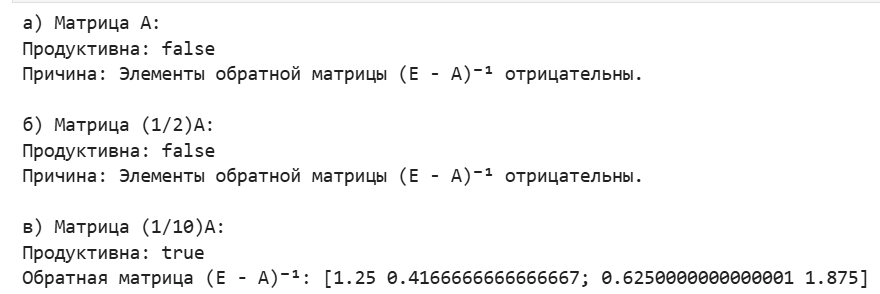 а) Матрица A:
Продуктивна: false
Причина: Элементы обратной матрицы (E - A)⁻¹ отрицательны.
б) Матрица (1/2)A:
Продуктивна: false
Причина: Элементы обратной матрицы (E - A)⁻¹ отрицательны.
в) Матрица (1/10)A:
Продуктивна: true
Обратная матрица (E - A)⁻¹: [1.25 0.4166666666666667; 0.6250000000000001 1.875]